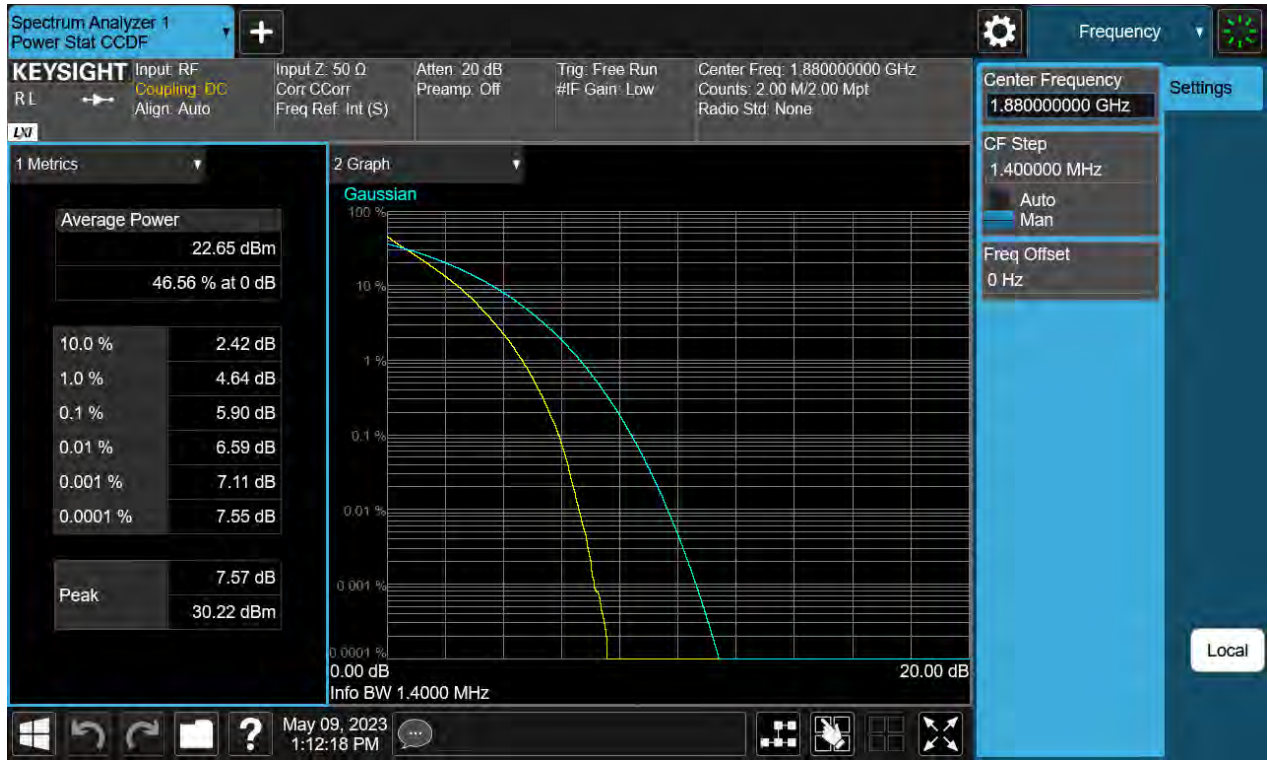 Spectrum Analyzer 1
Power Stat CCDF
+
Frequency
KEYSIGHT
RL
LXI
Input: RF
Coupling: DC
Align: Auto
Input Z: 50 Ω
Corr CCorr
Freq Ref: Int (S)
Atten: 20 dB
Preamp: Off
Trig: Free Run
#IF Gain: Low
Center Freq: 1.880000000 GHz
Counts: 2.00 M/2.00 Mpt
Radio Std: None
Center Frequency
1.880000000 GHz
Settings
CF Step
1.400000 MHz
Auto
Man
Freq Offset
0 Hz
1 Metrics
Average Power
22.65 dBm
46.56 % at 0 dB
10.0 % 2.42 dB
1.0 % 4.64 dB
0.1 % 5.90 dB
0.01 % 6.59 dB
0.001 % 7.11 dB
0.0001 % 7.55 dB
Peak
7.57 dB
30.22 dBm
2 Graph
Gaussian
100 %
10 %
1 %
0.1 %
0.01 %
0.001 %
0.0001 %
0.00 dB 20.00 dB
Info BW 1.4000 MHz
Local
?
May 09, 2023
1:12:18 PM